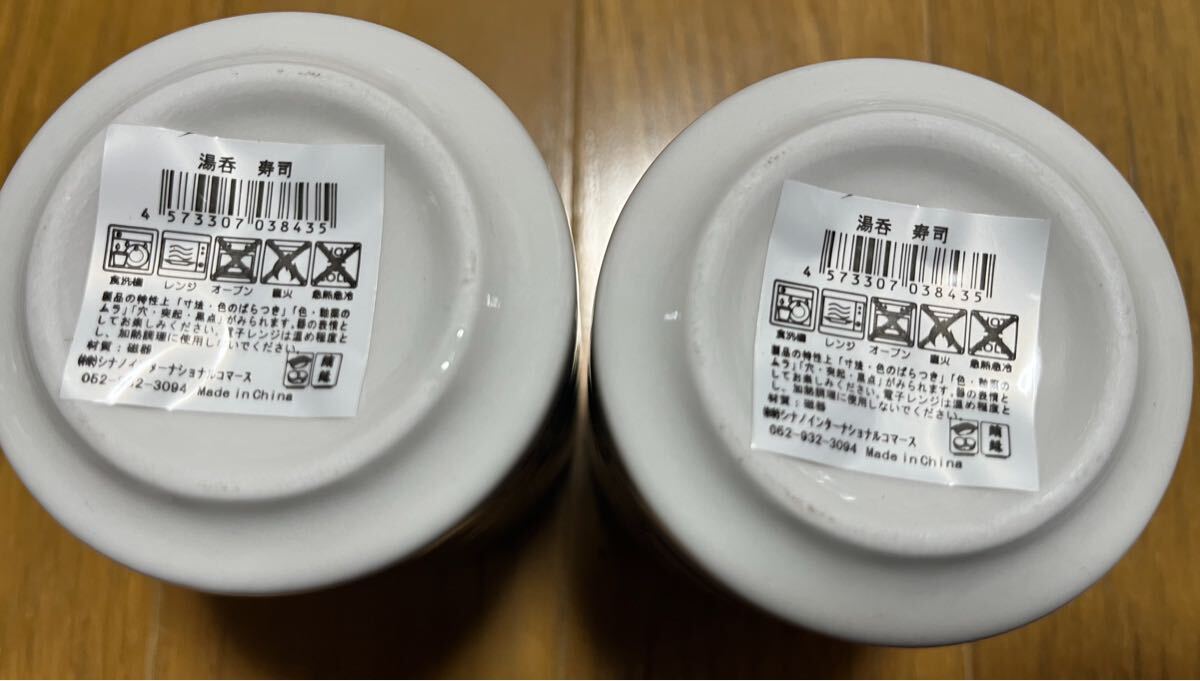 湯呑　寿司
4 573307 038435
食洗機 レンジ オーブン 直火 急熱急冷
製品の特性上「寸法・色のばらつき」「色・釉薬の
ムラ」「穴・突起・黒点」がみられます。器の表情と
してお楽しみください。電子レンジは温め程度と
し、加熱調理に使用しないでください。
材質：磁器
㈱シナノインターナショナルコマース
052-932-3094 Made in China
湯呑　寿司
4 573307 038435
食洗機 レンジ オーブン 直火 急熱急冷
製品の特性上「寸法・色のばらつき」「色・釉薬の
ムラ」「穴・突起・黒点」がみられます。器の表情と
してお楽しみください。電子レンジは温め程度と
し、加熱調理に使用しないでください。
材質：磁器
㈱シナノインターナショナルコマース
052-932-3094 Made in China